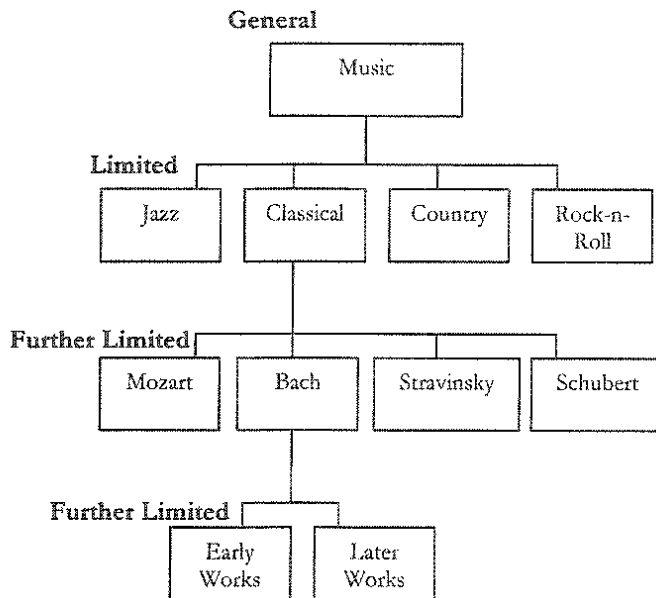 General
Music
Limited
Jazz
Classical
Country
Rock-n-
Roll
Further Limited
Mozart
Bach
Stravinsky
Schubert
Further Limited
Early
Works
Later
Works